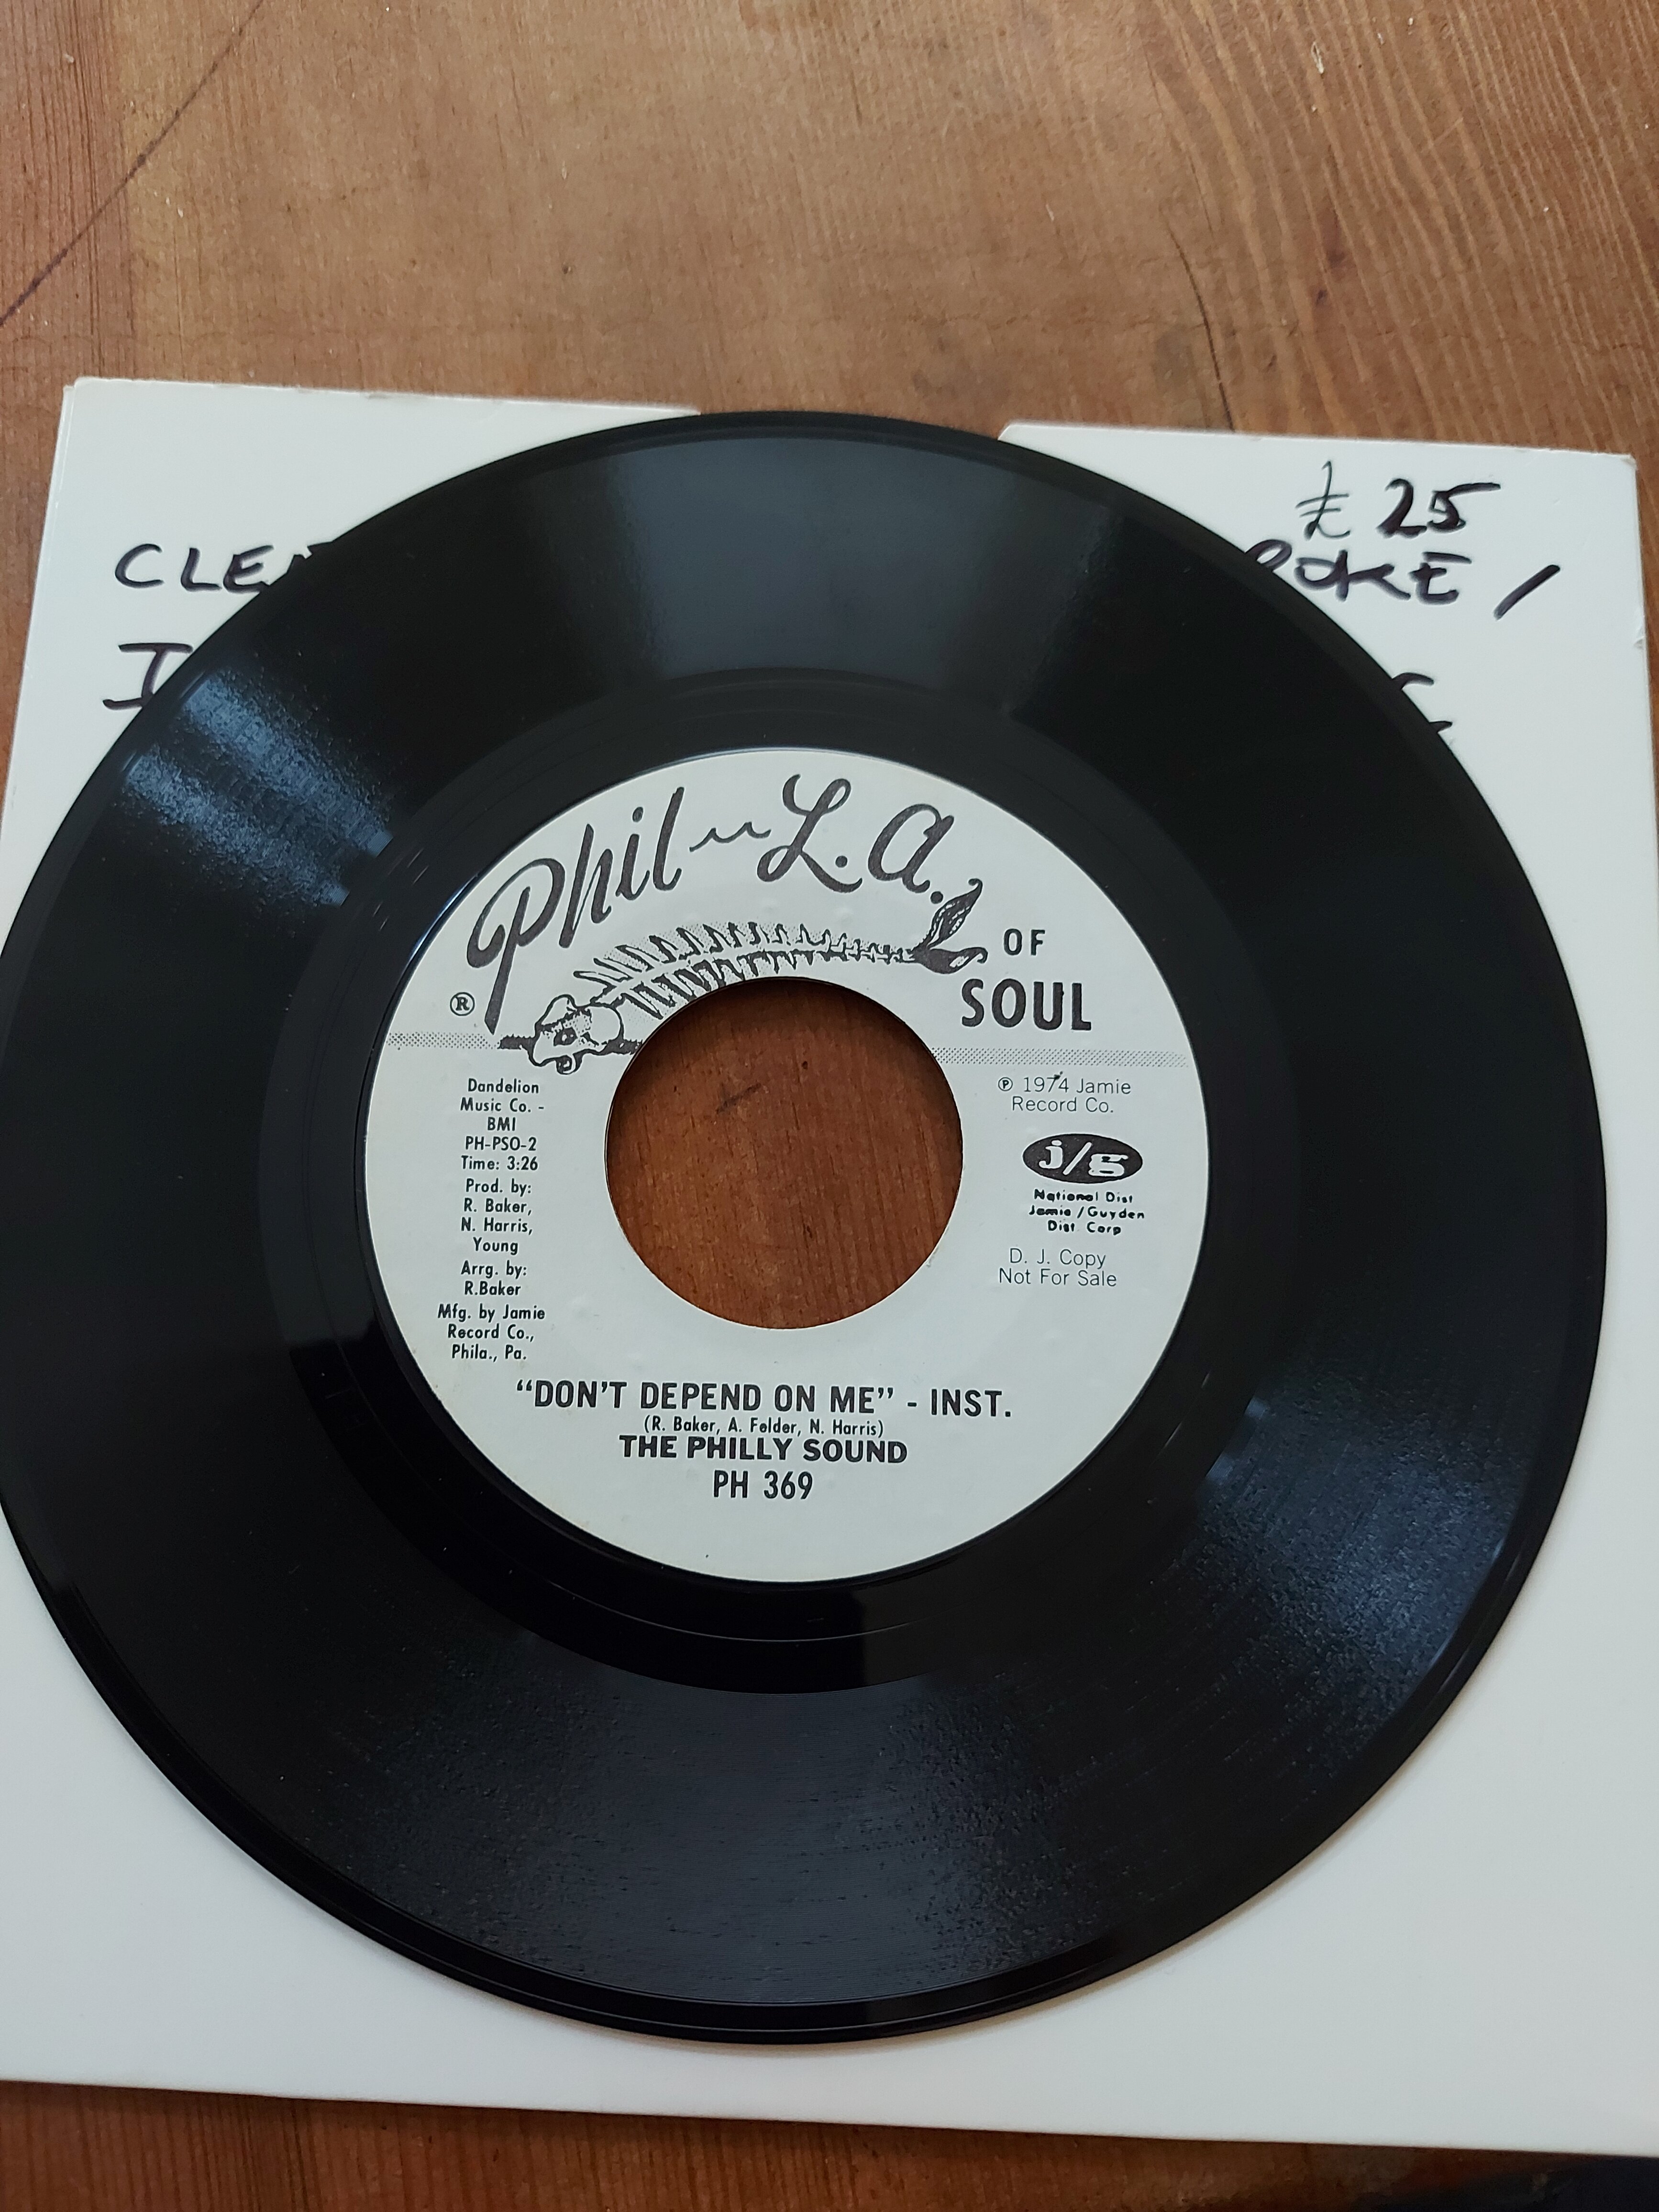 £ 25
CLEA
OKE /
I
Phil-L.A.
OF
SOUL
®
Dandelion
Music Co. -
BMI
PH-PSO-2
Time: 3:26
Prod. by:
R. Baker,
N. Harris,
Young
Arrg. by:
R.Baker
Mfg. by Jamie
Record Co.,
Phila., Pa.
℗ 1974 Jamie
Record Co.
j/g
National Dist
Jamie/Guyden
Dist Corp
D. J. Copy
Not For Sale
"DON'T DEPEND ON ME" - INST.
(R. Baker, A. Felder, N. Harris)
THE PHILLY SOUND
PH 369